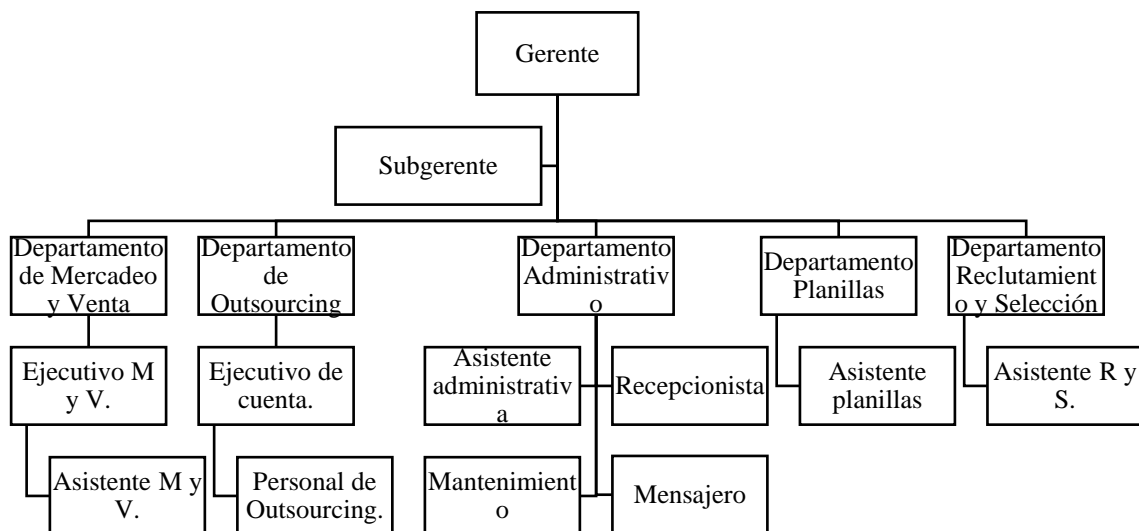 Gerente
Subgerente
Departamento
de Mercadeo
y Venta
Departamento
de
Outsourcing
Departamento
Administrativ
o
Departamento
Planillas
Departamento
Reclutamient
o y Selección
Ejecutivo M
y V.
Ejecutivo de
cuenta.
Asistente
administrativ
a
Recepcionista
Asistente
planillas
Asistente R y
S.
Asistente M y
V.
Personal de
Outsourcing.
Mantenimient
o
Mensajero